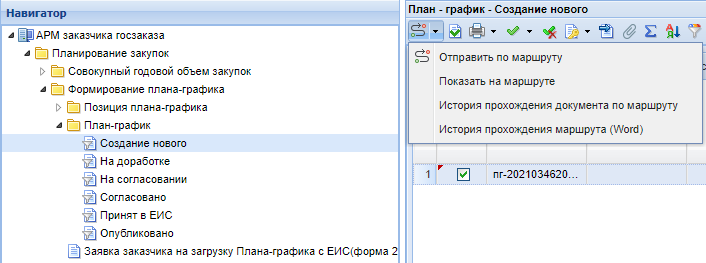 Навигатор
АРМ заказчика госзаказа
Планирование закупок
Совокупный годовой объем закупок
Формирование плана-графика
Позиция плана-графика
План-график
Создание нового
На доработке
На согласовании
Согласовано
Принят в ЕИС
Опубликовано
Заявка заказчика на загрузку Плана-графика с ЕИС(форма 2
План - график - Создание нового
Отправить по маршруту
Показать на маршруте
История прохождения документа по маршруту
История прохождения маршрута (Word)
1 пг-2021034620...